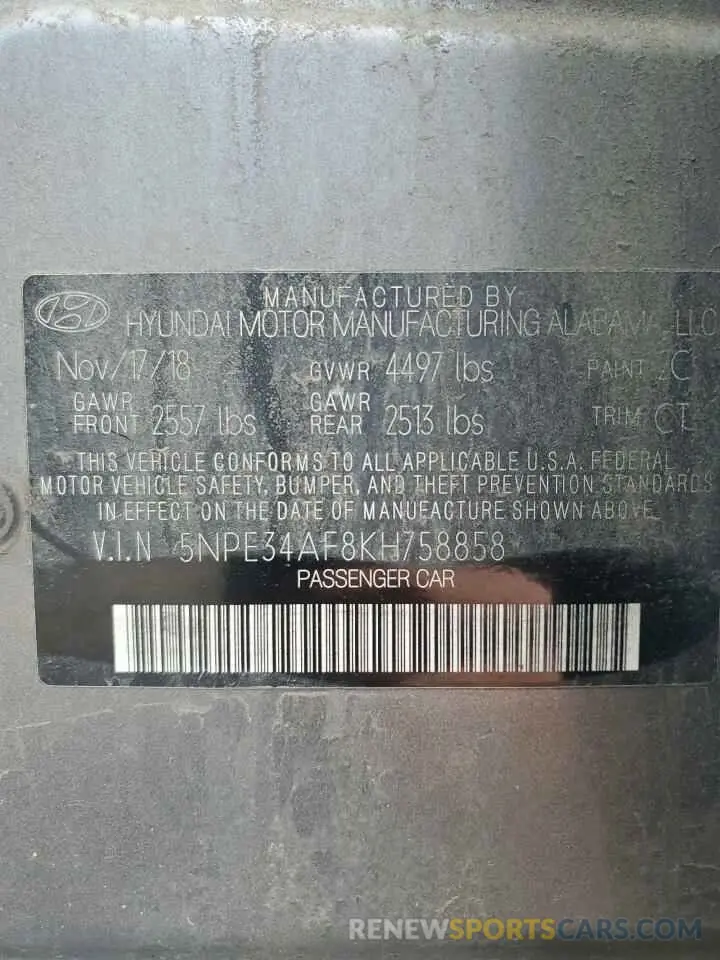 MANUFACTURED BY
HYUNDAI MOTOR MANUFACTURING ALABAMA, LLC
Nov/17/18 GVWR 4497 lbs PAINT
GAWR FRONT 2557 lbs GAWR REAR 2513 lbs TRIM CT
THIS VEHICLE CONFORMS TO ALL APPLICABLE U.S.A. FEDERAL
MOTOR VEHICLE SAFETY, BUMPER, AND THEFT PREVENTION STANDARDS
IN EFFECT ON THE DATE OF MANUFACTURE SHOWN ABOVE
V.I.N 5NPE34AF8KH758858
PASSENGER CAR
RENEWSPORTSCARS.COM